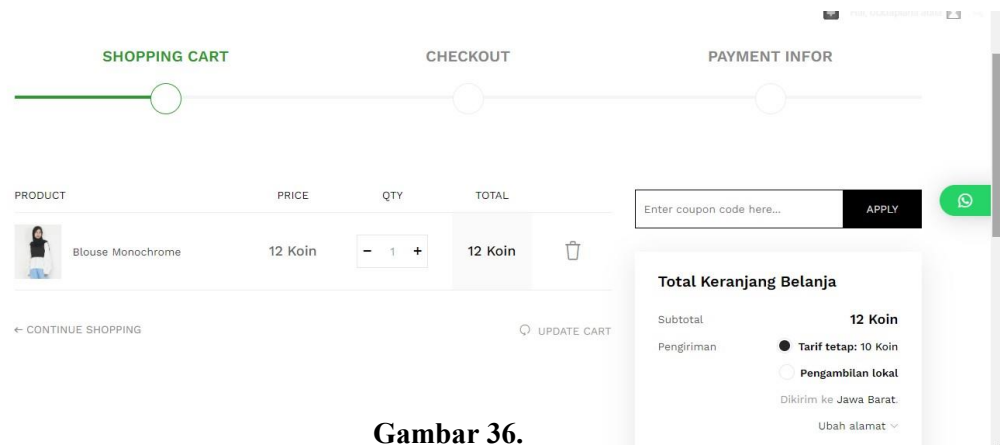 SHOPPING CART
CHECKOUT
PAYMENT INFOR
PRODUCT PRICE QTY TOTAL
Blouse Monochrome 12 Koin - 1 + 12 Koin
← CONTINUE SHOPPING
UPDATE CART
Enter coupon code here... APPLY
Total Keranjang Belanja
Subtotal 12 Koin
Pengiriman Tarif tetap: 10 Koin
Pengambilan lokal
Dikirim ke Jawa Barat.
Ubah alamat
Gambar 36.